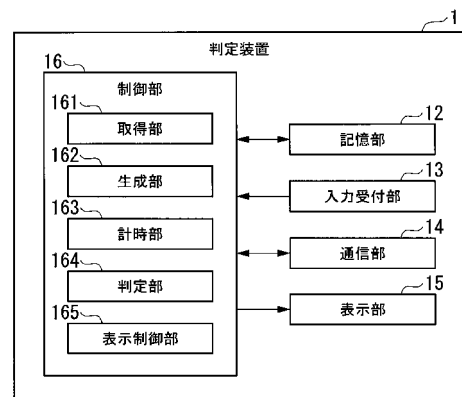 1
判定装置
16
制御部
161
取得部
162
生成部
163
計時部
164
判定部
165
表示制御部
12
記憶部
13
入力受付部
14
通信部
15
表示部